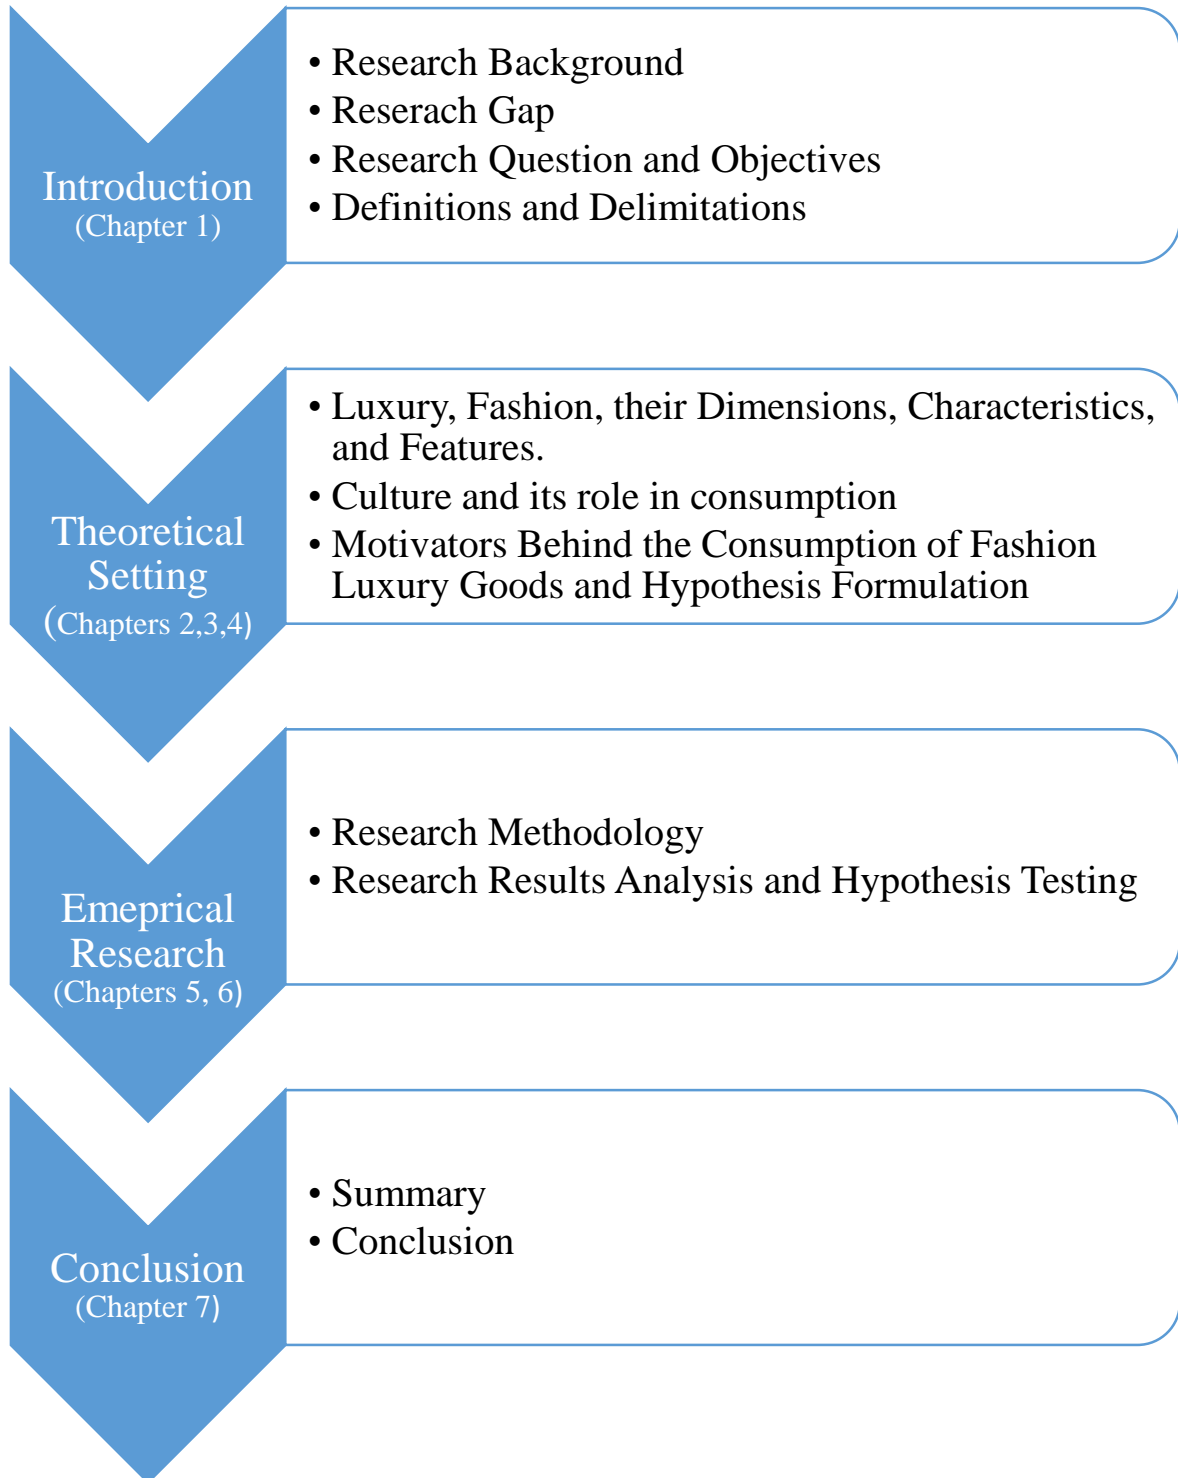 Introduction
(Chapter 1)
• Research Background
• Reserach Gap
• Research Question and Objectives
• Definitions and Delimitations
Theoretical
Setting
(Chapters 2,3,4)
• Luxury, Fashion, their Dimensions, Characteristics,
and Features.
• Culture and its role in consumption
• Motivators Behind the Consumption of Fashion
Luxury Goods and Hypothesis Formulation
Emeprical
Research
(Chapters 5, 6)
• Research Methodology
• Research Results Analysis and Hypothesis Testing
Conclusion
(Chapter 7)
• Summary
• Conclusion